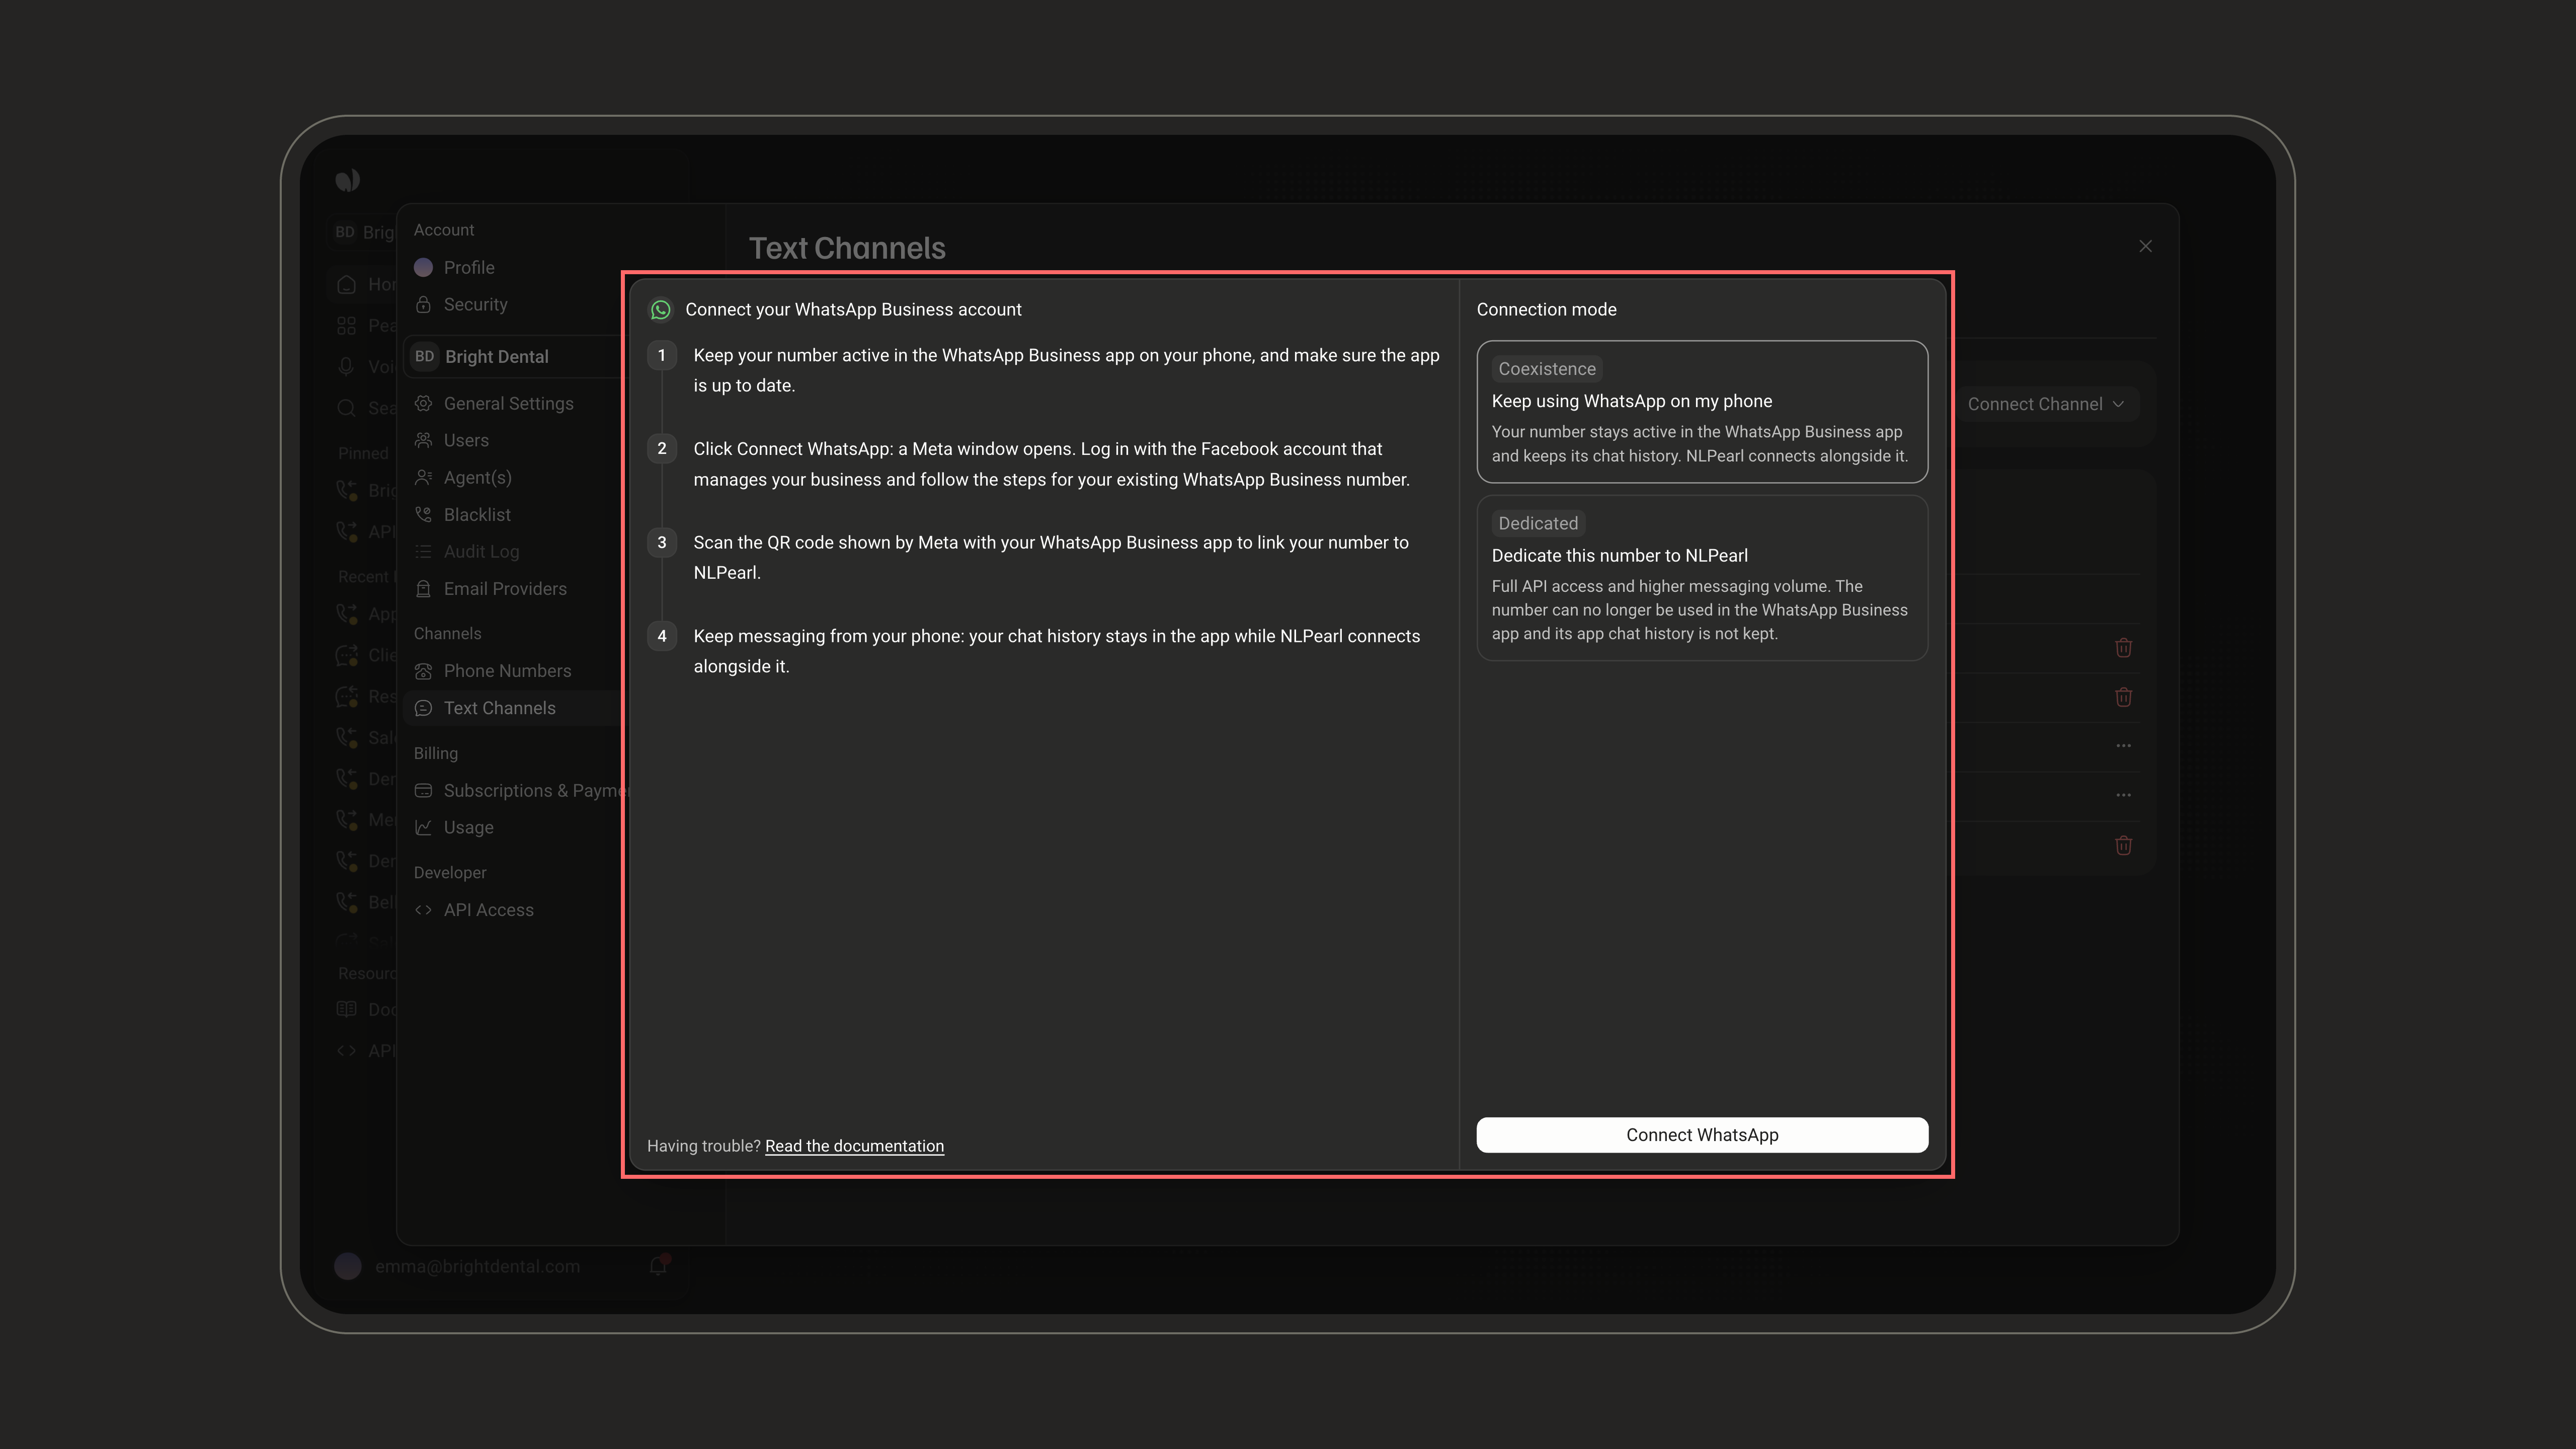 BD
Account
Profile
Security
BD Bright Dental
General Settings
Users
Agent(s)
Blacklist
Audit Log
Email Providers
Channels
Phone Numbers
Text Channels
Billing
Subscriptions &
Usage
Developer
API Access
Pinned
API
Recent
API
emma@brightdental.com
Text Channels
Connect Channel
Connect your WhatsApp Business account
1
Keep your number active in the WhatsApp Business app on your phone, and make sure the app
is up to date.
2
Click Connect WhatsApp: a Meta window opens. Log in with the Facebook account that
manages your business and follow the steps for your existing WhatsApp Business number.
3
Scan the QR code shown by Meta with your WhatsApp Business app to link your number to
NLPearl.
4
Keep messaging from your phone: your chat history stays in the app while NLPearl connects
alongside it.
Having trouble? Read the documentation
Connection mode
Coexistence
Keep using WhatsApp on my phone
Your number stays active in the WhatsApp Business app
and keeps its chat history. NLPearl connects alongside it.
Dedicated
Dedicate this number to NLPearl
Full API access and higher messaging volume. The
number can no longer be used in the WhatsApp Business
app and its app chat history is not kept.
Connect WhatsApp